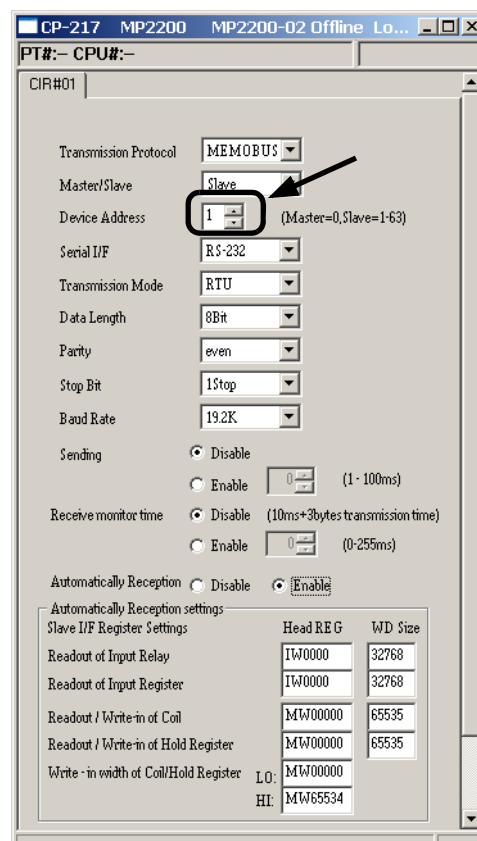 CP-217 MP2200 MP2200-02 Offline Lo...
PT#:– CPU#:–
CIR#01
Transmission Protocol MEMOBUS
Master/Slave Slave
Device Address 1 (Master=0,Slave=1-63)
Serial I/F RS-232
Transmission Mode RTU
Data Length 8Bit
Parity even
Stop Bit 1Stop
Baud Rate 19.2K
Sending Disable
Enable 0 (1 - 100ms)
Receive monitor time Disable (10ms+3bytes transmission time)
Enable 0 (0-255ms)
Automatically Reception Disable Enable
Automatically Reception settings
Slave I/F Register Settings Head REG WD Size
Readout of Input Relay IW0000 32768
Readout of Input Register IW0000 32768
Readout / Write-in of Coil MW00000 65535
Readout / Write-in of Hold Register MW00000 65535
Write - in width of Coil/Hold Register LO: MW00000
HI: MW65534